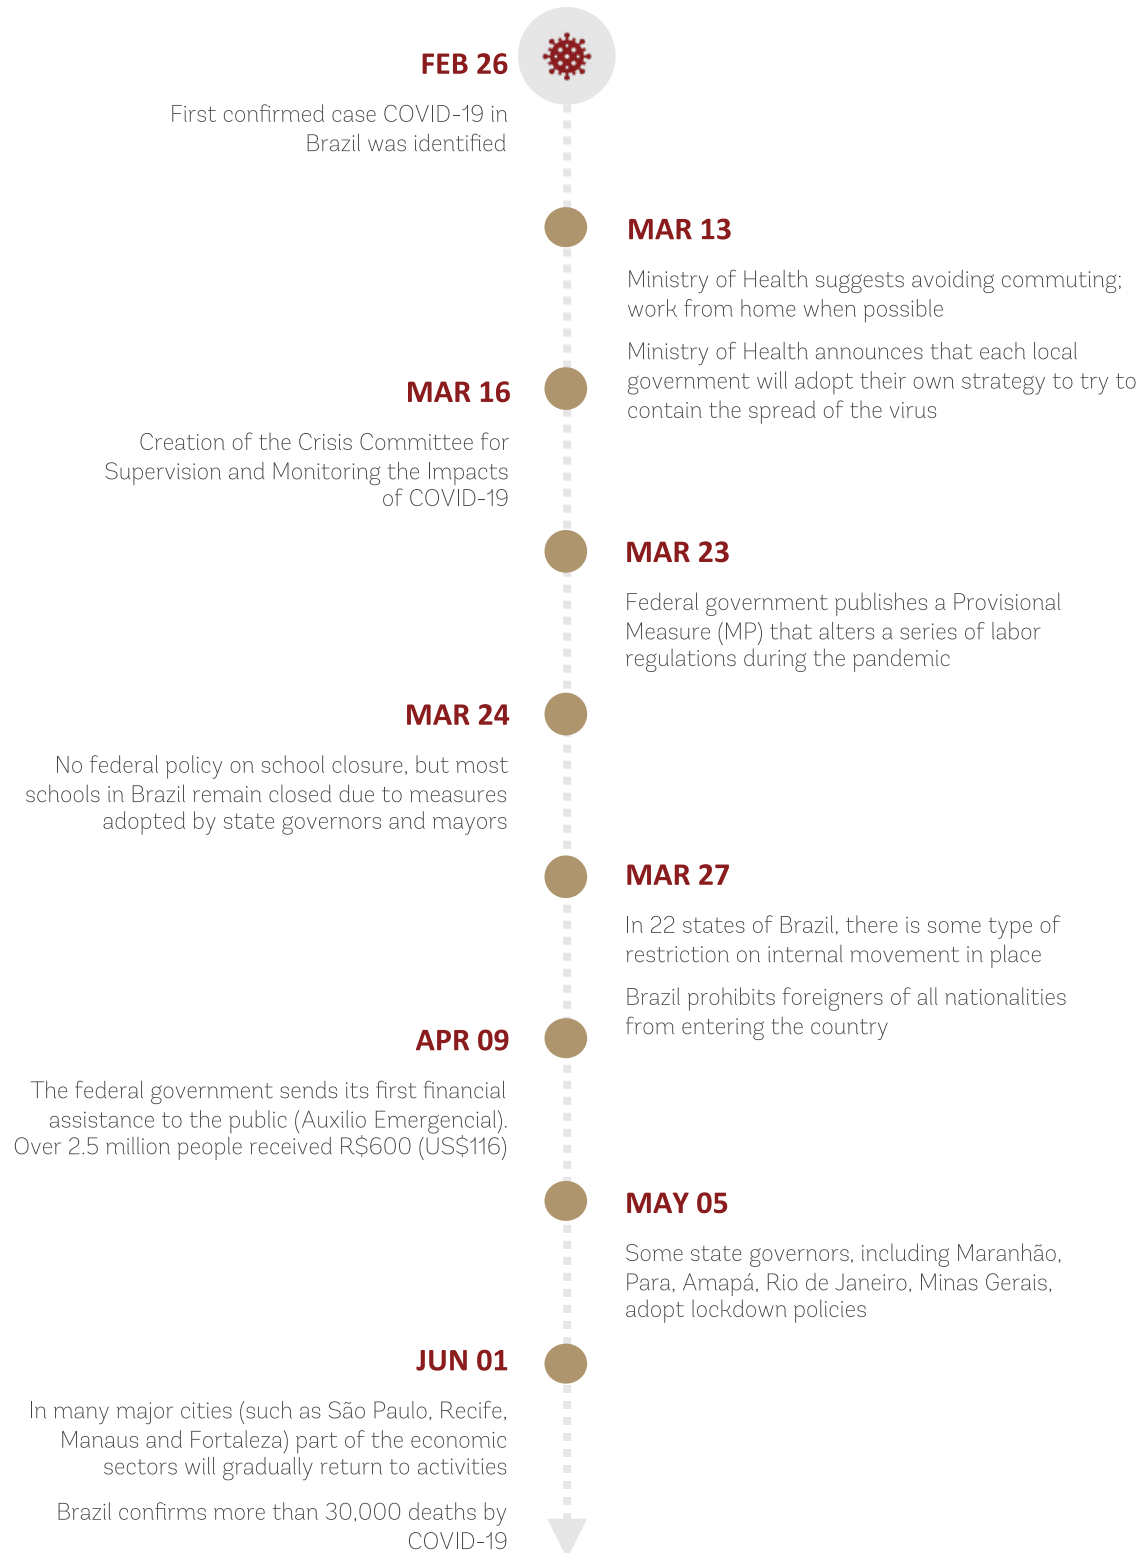 FEB 26
First confirmed case COVID-19 in
Brazil was identified
MAR 13
Ministry of Health suggests avoiding commuting;
work from home when possible
Ministry of Health announces that each local
government will adopt their own strategy to try to
contain the spread of the virus
MAR 16
Creation of the Crisis Committee for
Supervision and Monitoring the Impacts
of COVID-19
MAR 23
Federal government publishes a Provisional
Measure (MP) that alters a series of labor
regulations during the pandemic
MAR 24
No federal policy on school closure, but most
schools in Brazil remain closed due to measures
adopted by state governors and mayors
MAR 27
In 22 states of Brazil, there is some type of
restriction on internal movement in place
Brazil prohibits foreigners of all nationalities
from entering the country
APR 09
The federal government sends its first financial
assistance to the public (Auxilio Emergencial).
Over 2.5 million people received R$600 (US$116)
MAY 05
Some state governors, including Maranhão,
Para, Amapá, Rio de Janeiro, Minas Gerais,
adopt lockdown policies
JUN 01
In many major cities (such as São Paulo, Recife,
Manaus and Fortaleza) part of the economic
sectors will gradually return to activities
Brazil confirms more than 30,000 deaths by
COVID-19